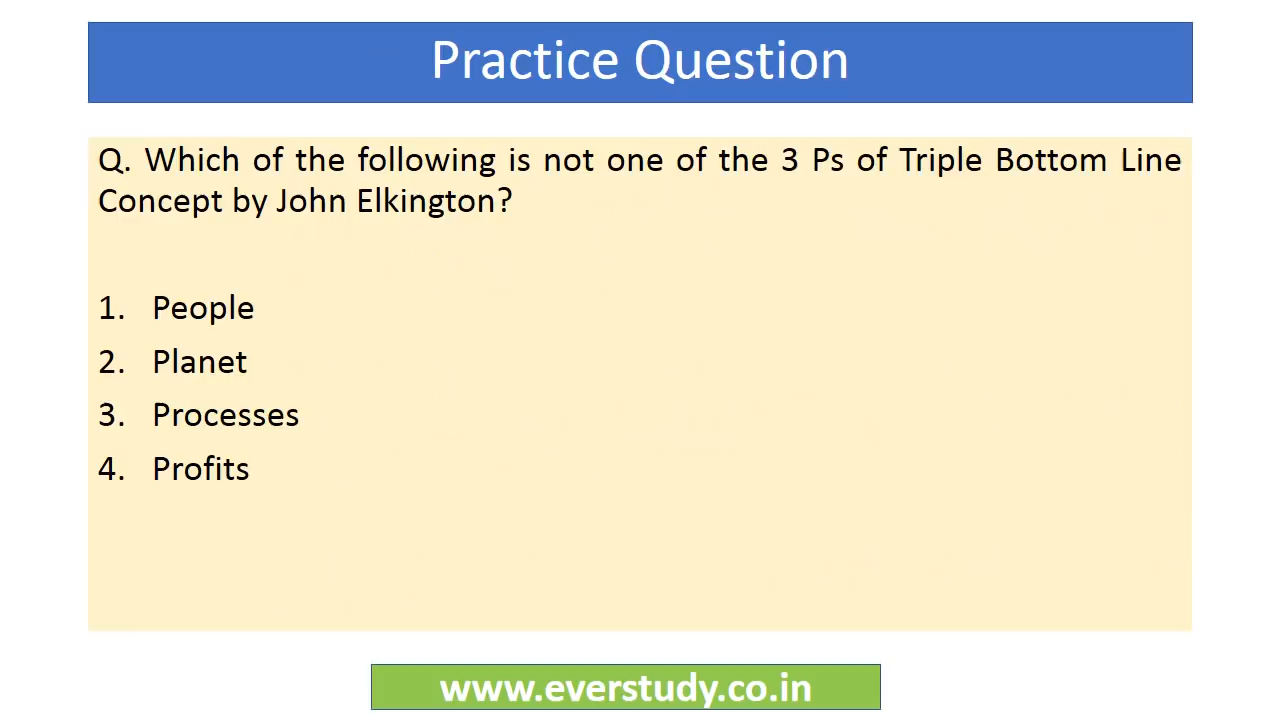 Practice Question
Q. Which of the following is not one of the 3 Ps of Triple Bottom Line
Concept by John Elkington?
1. People
2. Planet
3. Processes
4. Profits
www.everstudy.co.in